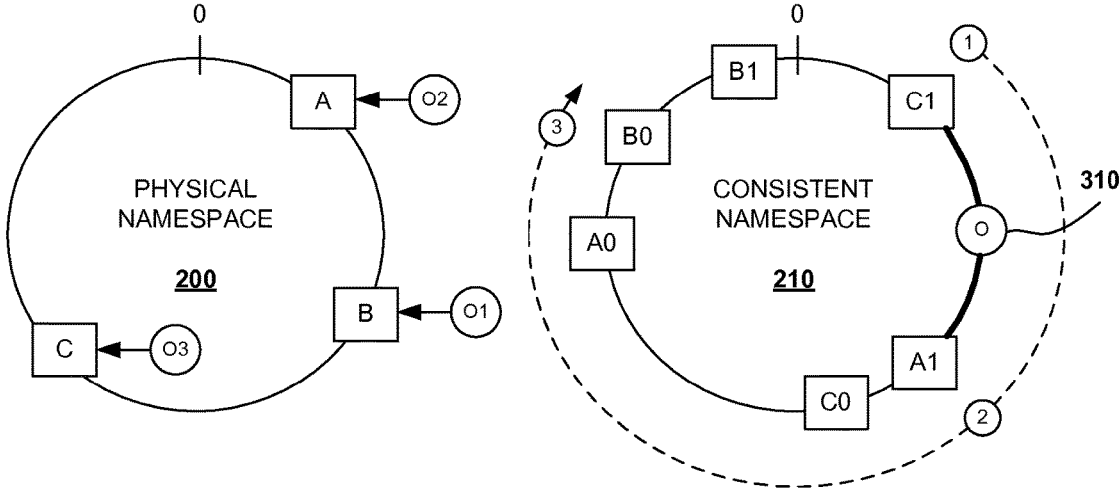 0
A
O2
PHYSICAL
NAMESPACE
200
B
O1
C
O3
0
1
B1
C1
3
B0
CONSISTENT
NAMESPACE
310
O
A0
210
A1
C0
2